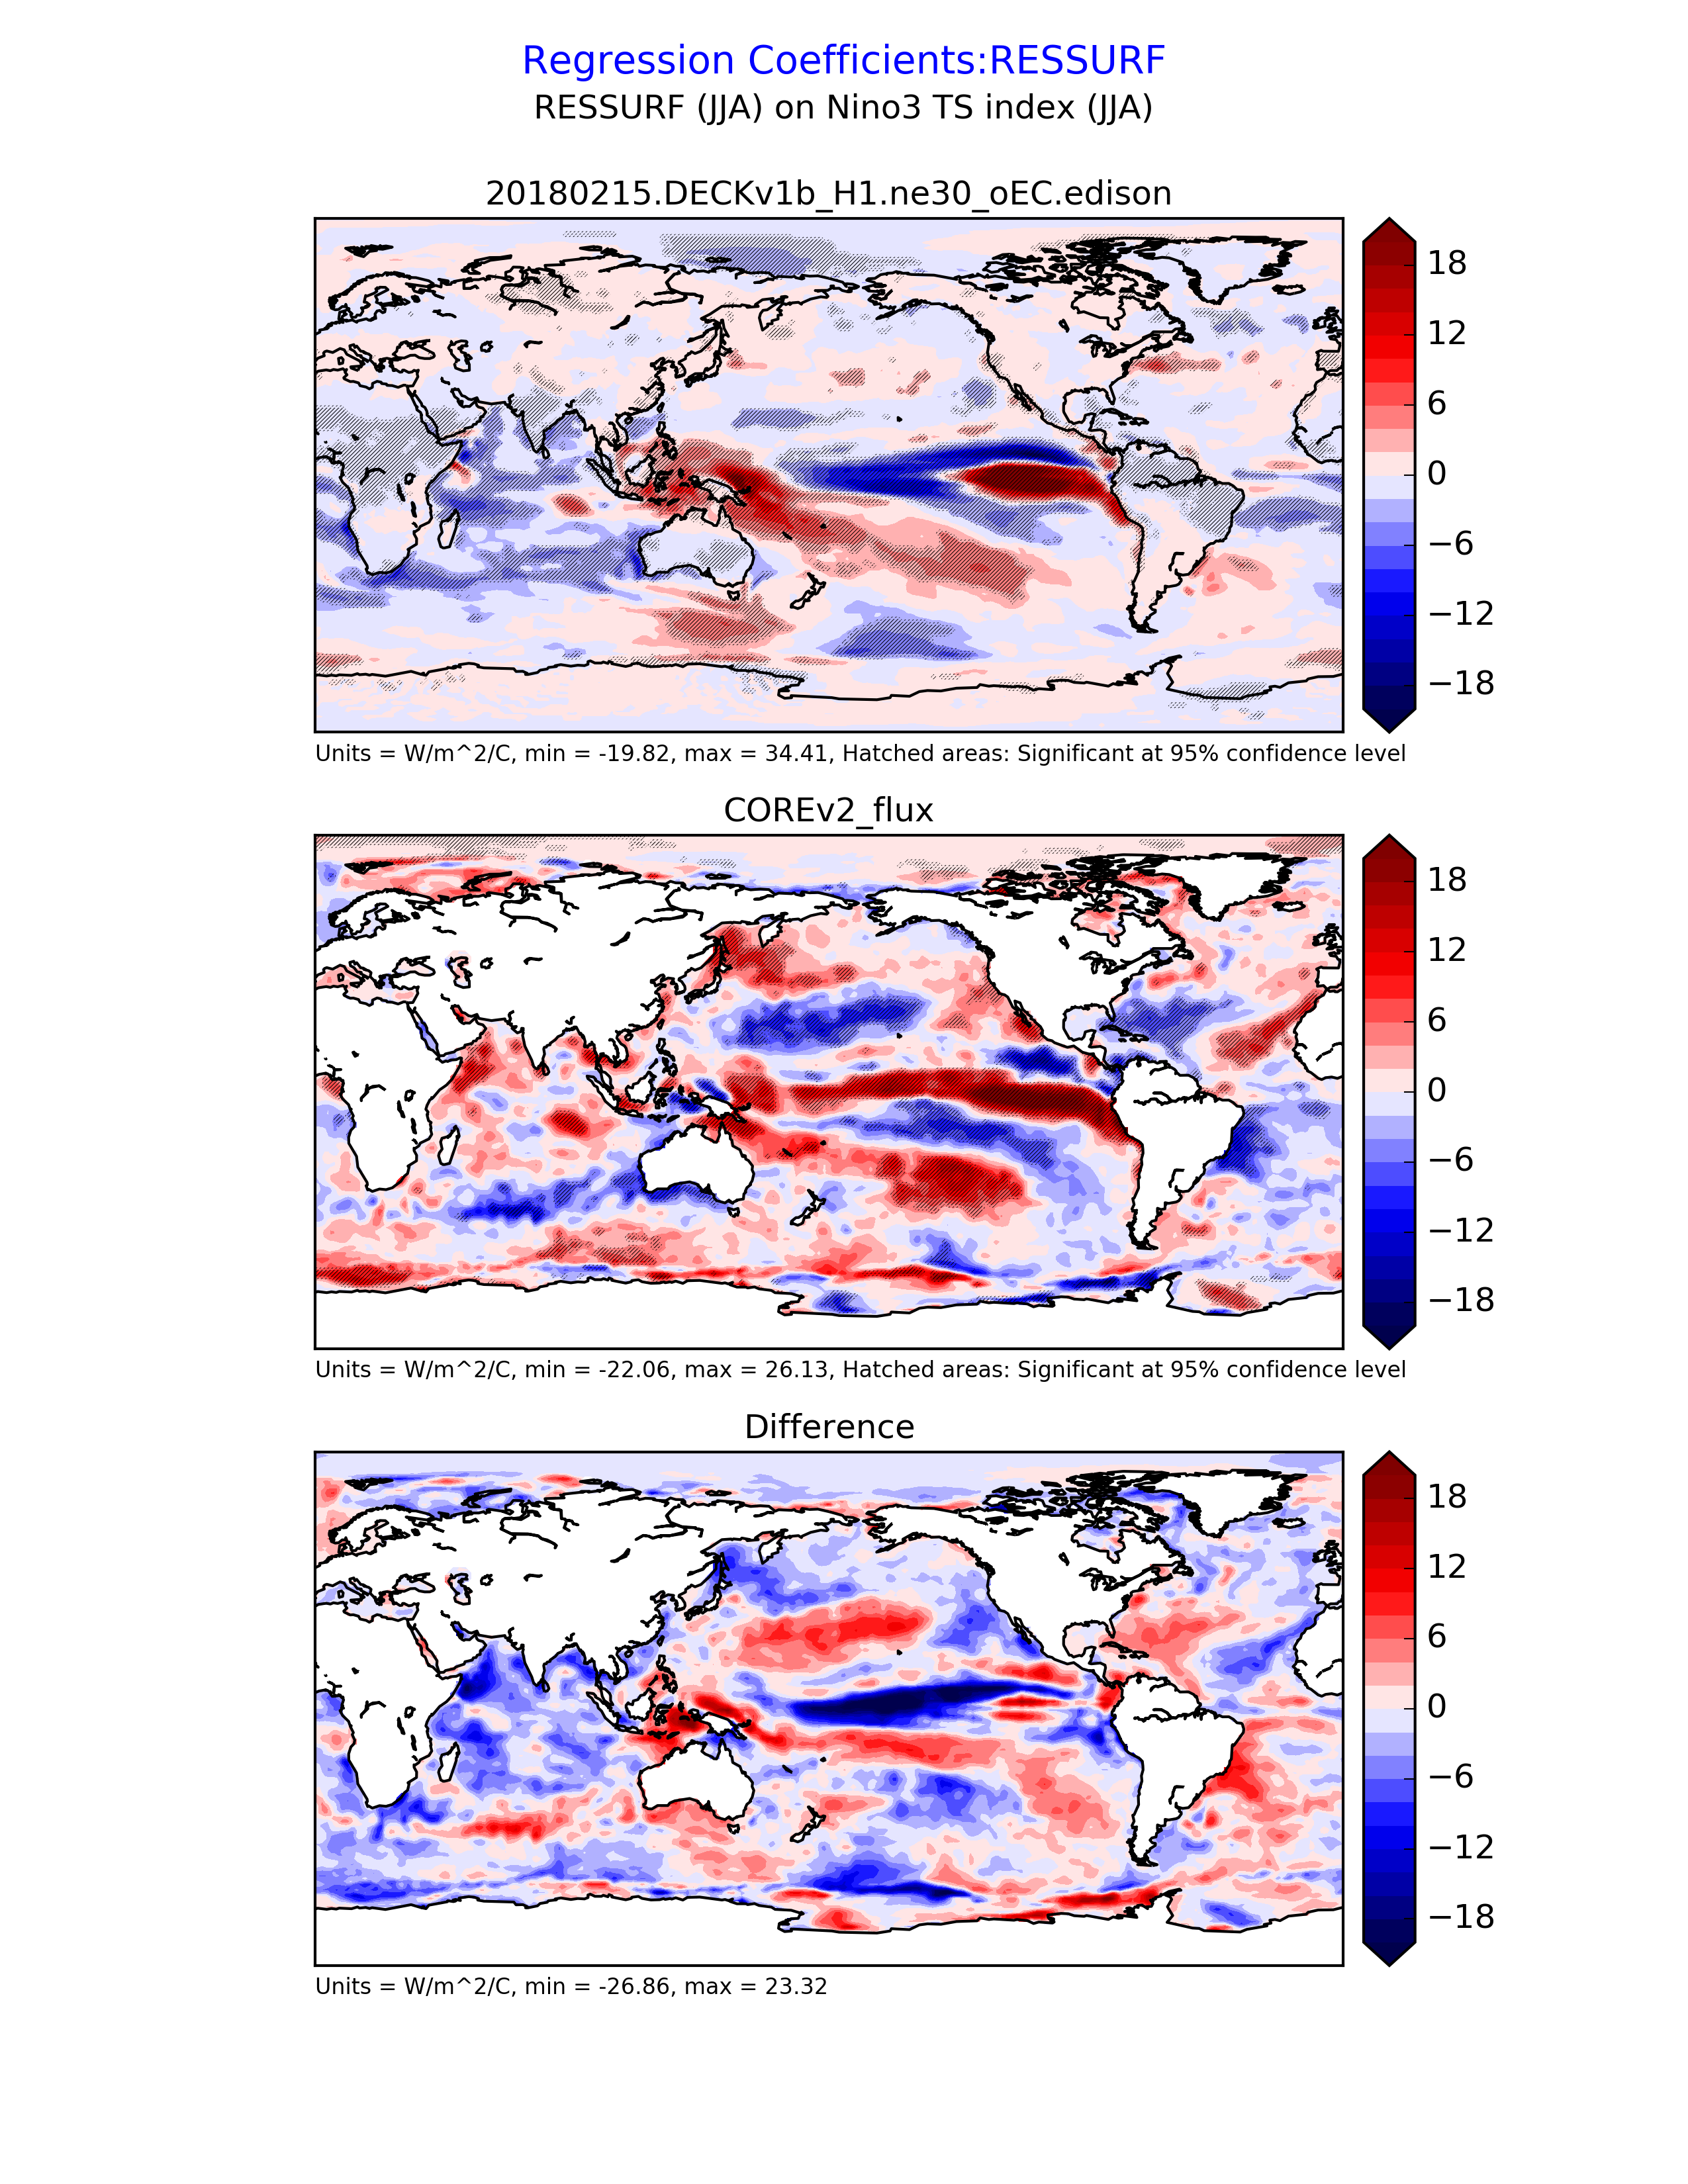 Regression Coefficients:RESSURF
RESSURF (JJA) on Nino3 TS index (JJA)
20180215.DECKv1b_H1.ne30_oEC.edison
18
12
6
0
−6
−12
−18
Units = W/m^2/C, min = -19.82, max = 34.41, Hatched areas: Significant at 95% confidence level
COREv2_flux
18
12
6
0
−6
−12
−18
Units = W/m^2/C, min = -22.06, max = 26.13, Hatched areas: Significant at 95% confidence level
Difference
18
12
6
0
−6
−12
−18
Units = W/m^2/C, min = -26.86, max = 23.32